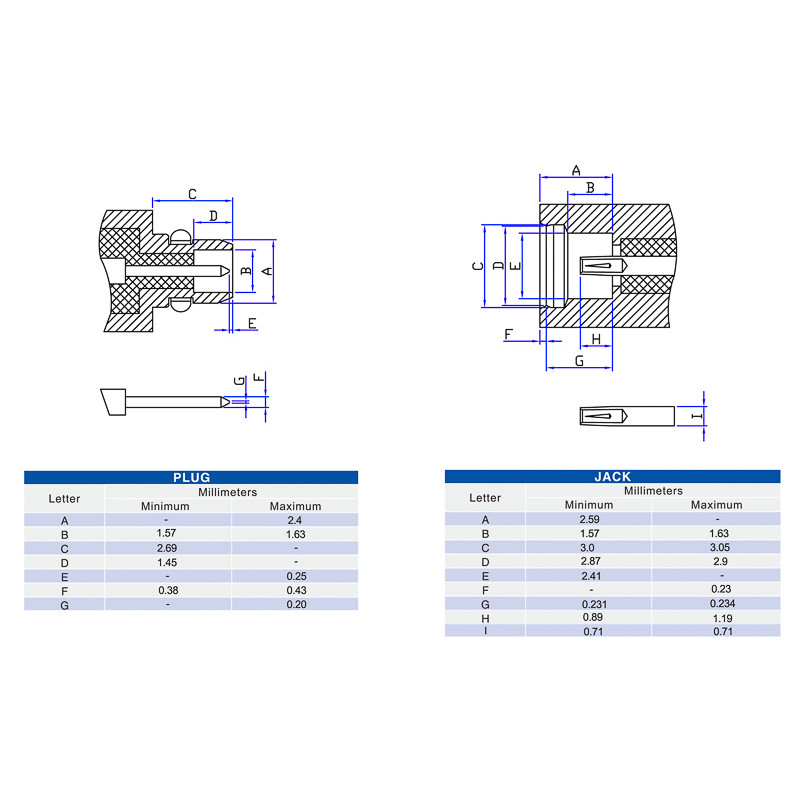 C
D
B
A
E
G
F
A
B
C
D
E
F
H
G
I
PLUG
Letter Millimeters
Minimum Maximum
A - 2.4
B 1.57 1.63
C 2.69 -
D 1.45 -
E - 0.25
F 0.38 0.43
G - 0.20
JACK
Letter Millimeters
Minimum Maximum
A 2.59 -
B 1.57 1.63
C 3.0 3.05
D 2.87 2.9
E 2.41 -
F - 0.23
G 0.231 0.234
H 0.89 1.19
I 0.71 0.71